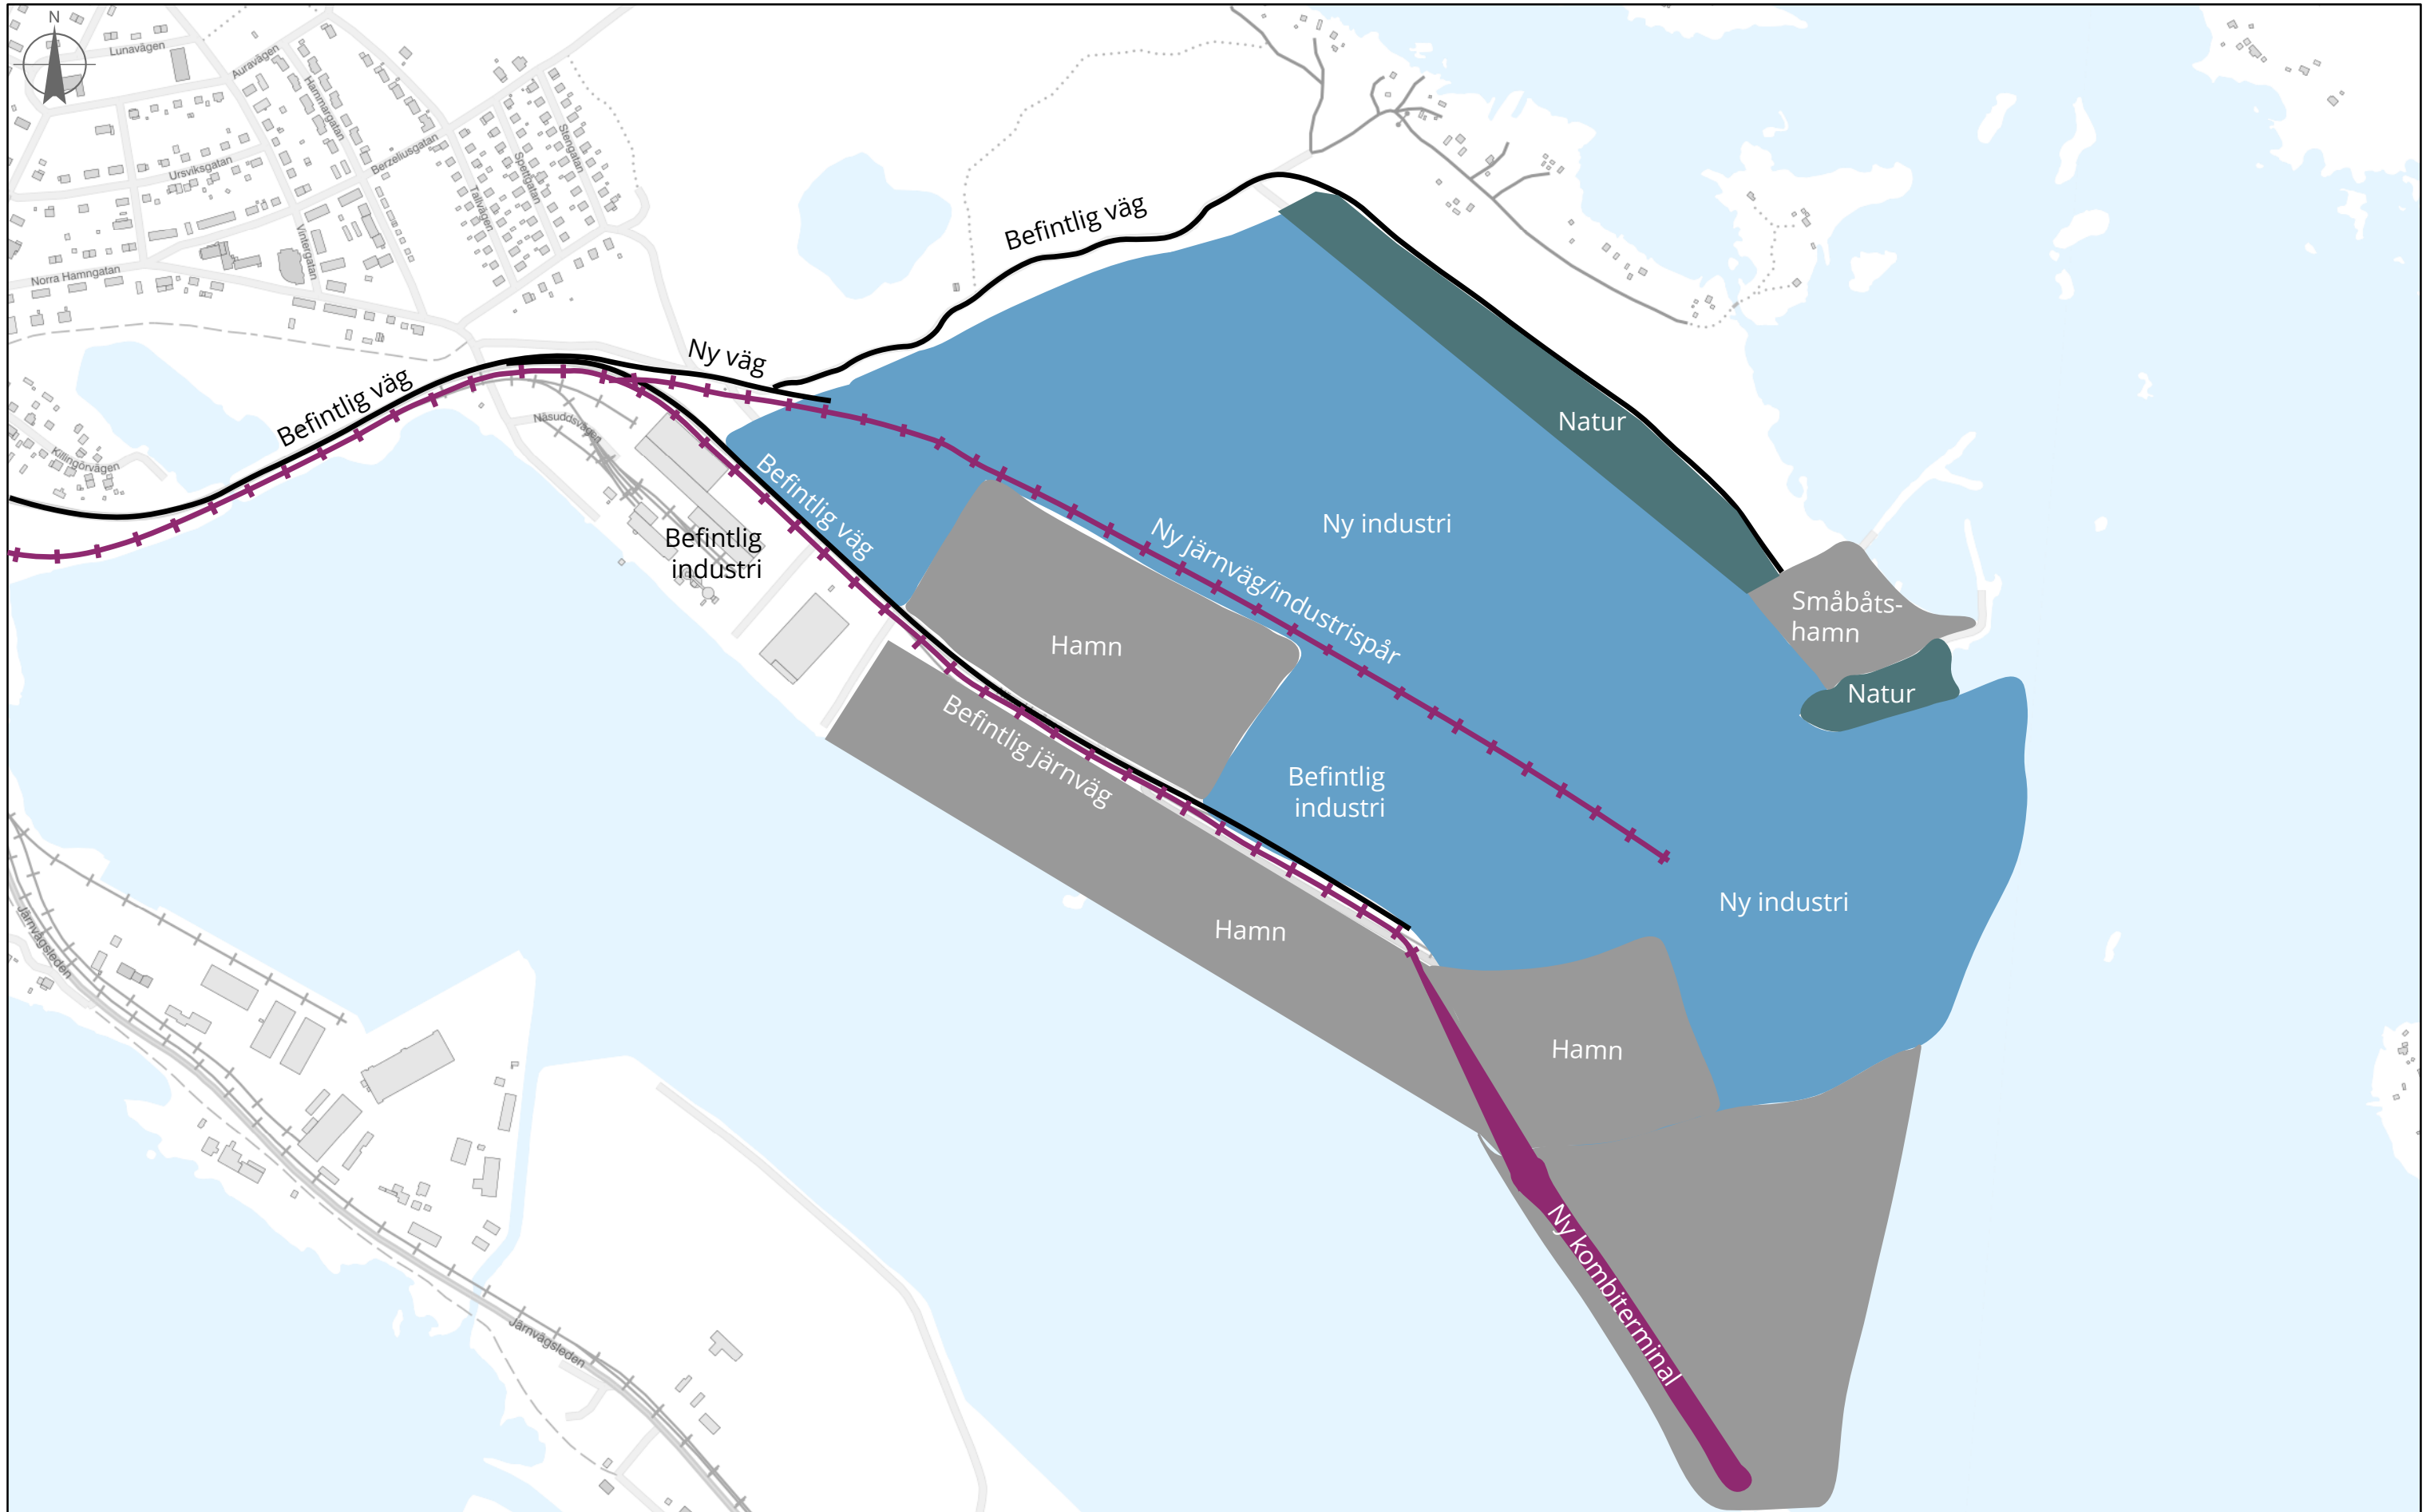 N
Lunavägen
Auravägen
Hammargatan
Berzeliusgatan
Ursviksgatan
Stengatan
Spettgatan
Tallvägen
Vintergatan
Norra Hamngatan
Befintlig väg
Ny väg
Befintlig väg
Killingörvägen
Näsuddsvägen
Natur
Befintlig väg
Ny industri
Befintlig
industri
Ny järnväg/industrispår
Småbåts-
hamn
Hamn
Natur
Befintlig järnväg
Befintlig
industri
Ny industri
Hamn
Järnvägsleden
Hamn
Ny kombiterminal
Järnvägsleden